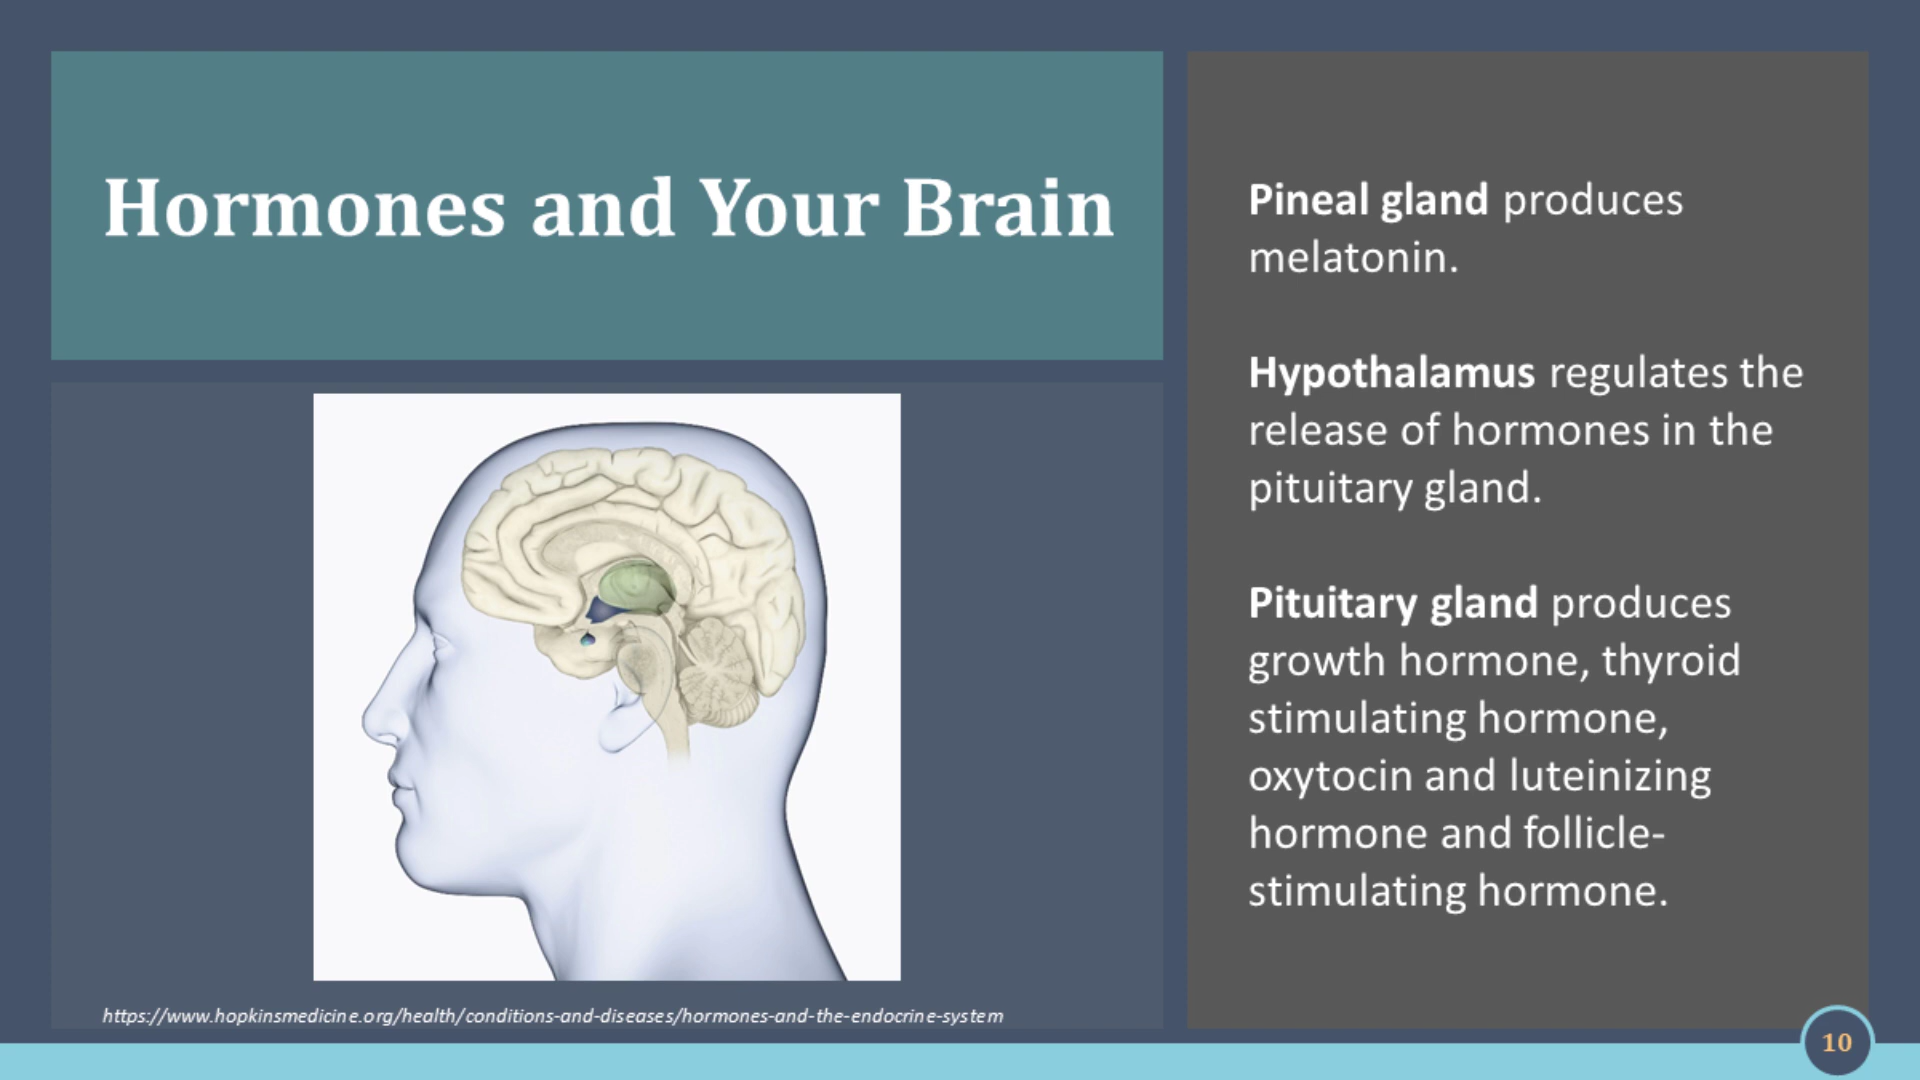 Hormones and Your Brain
Pineal gland produces
melatonin.
Hypothalamus regulates the
release of hormones in the
pituitary gland.
Pituitary gland produces
growth hormone, thyroid
stimulating hormone,
oxytocin and luteinizing
hormone and follicle-
stimulating hormone.
https://www.hopkinsmedicine.org/health/conditions-and-diseases/hormones-and-the-endocrine-system
10